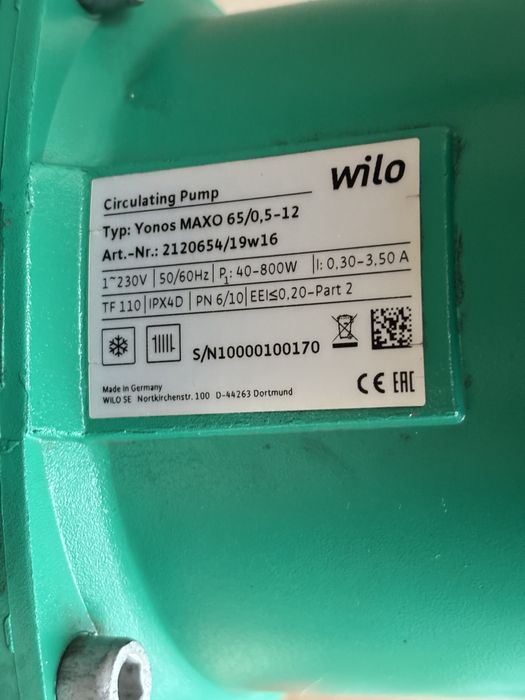 wilo
Circulating Pump
Typ: Yonos MAXO 65/0,5-12
Art.-Nr.: 2120654/19w16
1~230V 50/60Hz P1: 40-800W I: 0,30-3,50 A
TF 110 IPX4D PN 6/10 EEI≤0,20-Part 2
S/N10000100170
CE EAC
Made in Germany
WILO SE Nortkirchenstr. 100 D-44263 Dortmund